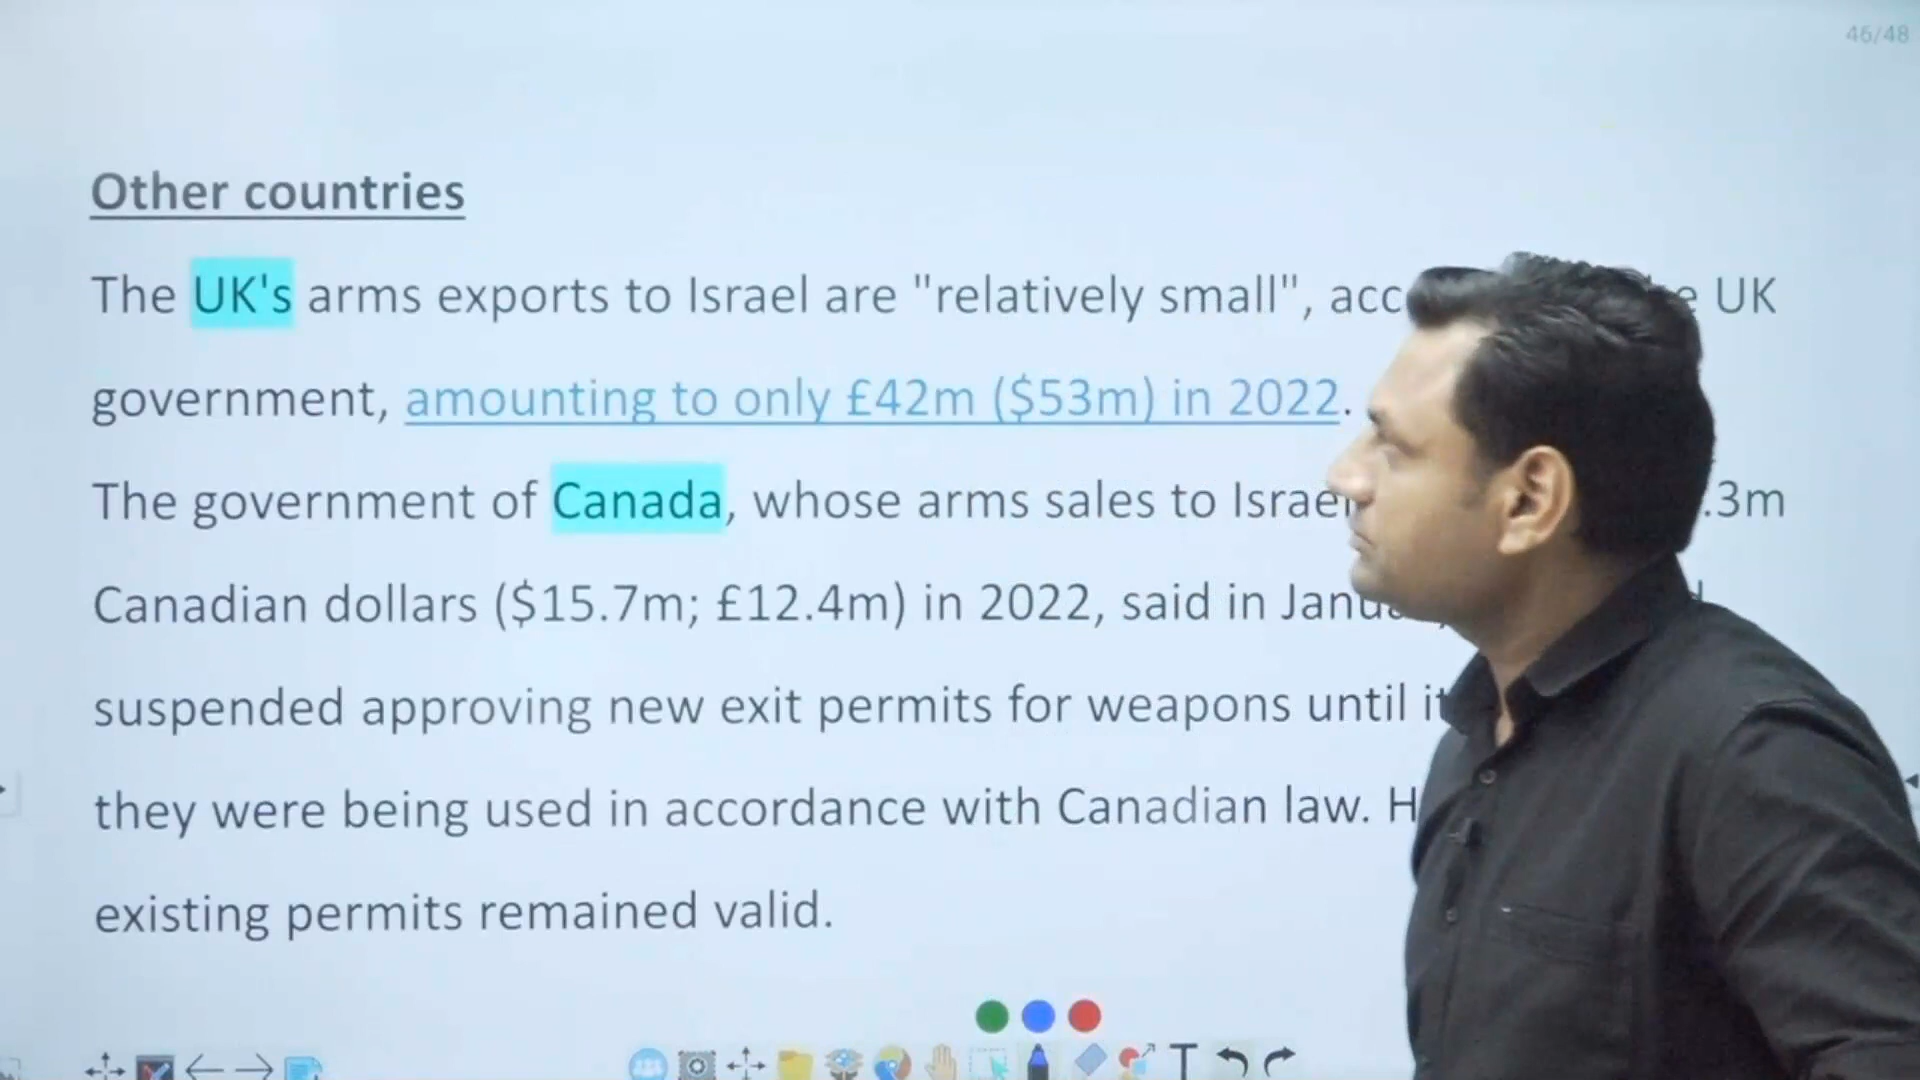 46/48
Other countries
The UK's arms exports to Israel are "relatively small", UK
government, amounting to only £42m ($53m) in 2022.
The government of Canada, whose arms sales to Israel .3m
Canadian dollars ($15.7m; £12.4m) in 2022, said in
suspended approving new exit permits for weapons until
they were being used in accordance with Canadian law.
existing permits remained valid.
T